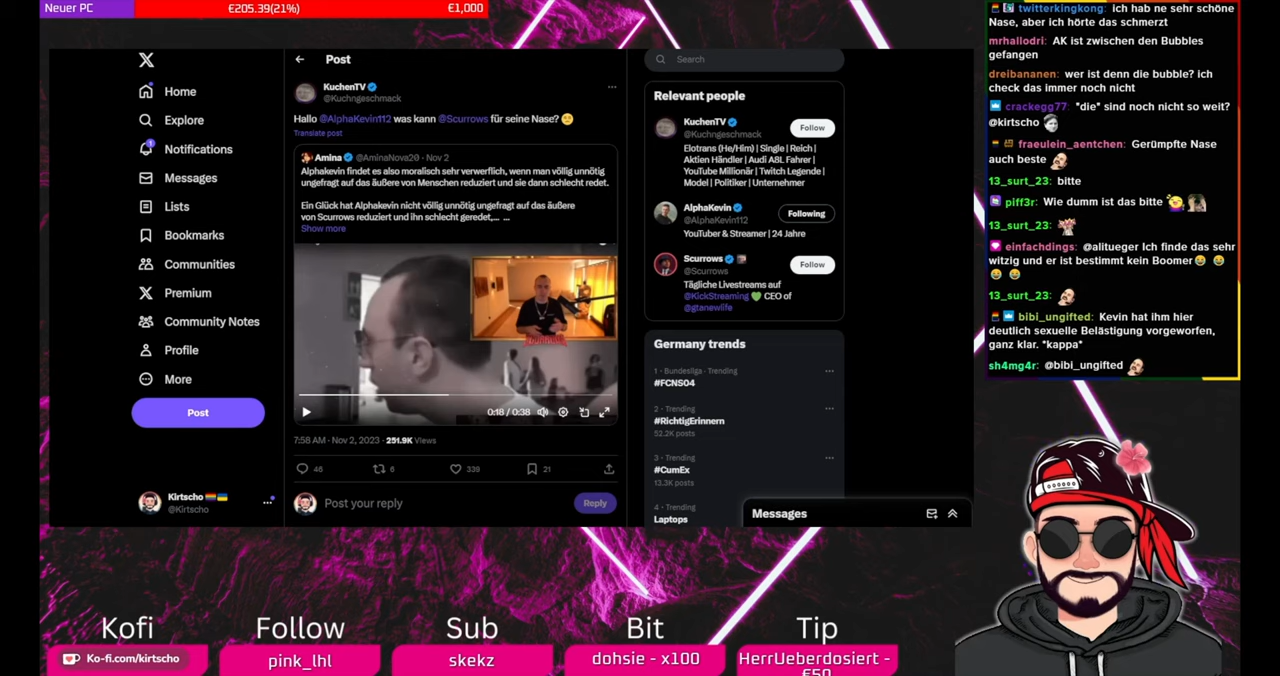 Neuer PC
€205.39(21%)
€1,000
Post
Search
Home
Explore
Notifications
Messages
Lists
Bookmarks
Communities
Premium
Community Notes
Profile
More
Post
Kirtscho
@Kirtscho
KuchenTV
@Kuchngeschmack
Hallo @AlphaKevin112 was kann @Scurrows für seine Nase?
Translate post
Amina @AminaNova20 · Nov 2
Alphakevin findet es also moralisch sehr verwerflich, wenn man völlig unnötig
ungefragt auf das äußere von Menschen reduziert und sie dann schlecht redet.
Ein Glück hat Alphakevin nicht völlig unnötig ungefragt auf das äußere
von Scurrows reduziert und ihn schlecht geredet,... ...
Show more
0:18 / 0:38
7:58 AM · Nov 2, 2023 · 251.9K Views
46
6
339
21
Post your reply
Reply
Relevant people
KuchenTV
@Kuchngeschmack
Follow
Elotrans (He/Him) | Single | Reich |
Aktien Händler | Audi A8L Fahrer |
YouTube Millionär | Twitch Legende |
Model | Politiker | Unternehmer
AlphaKevin
@AlphaKevin112
Following
YouTuber & Streamer | 24 Jahre
Scurrows
@Scurrows
Follow
Tägliche Livestreams auf
@KickStreaming CEO of
@gtanewlife
Germany trends
1 · Bundesliga · Trending
#FCNS04
2 · Trending
#RichtigErinnern
52.2K posts
3 · Trending
#CumEx
13.3K posts
4 · Trending
Laptops
Messages
twitterkingkong: ich hab ne sehr schöne
Nase, aber ich hörte das schmerzt
mrhallodri: AK ist zwischen den Bubbles
gefangen
dreibananen: wer ist denn die bubble? ich
check das immer noch nicht
crackegg77: *die* sind noch nicht so weit?
@kirtscho
fraeulein_aentchen: Gerümpfte Nase
auch beste
13_surt_23: bitte
piff3r: Wie dumm ist das bitte
13_surt_23:
einfachdings: @alitueger Ich finde das sehr
witzig und er ist bestimmt kein Boomer
13_surt_23:
bibi_ungifted: Kevin hat ihm hier
deutlich sexuelle Belästigung vorgeworfen,
ganz klar. *kappa*
sh4mg4r: @bibi_ungifted
Kofi
Follow
Sub
Bit
Tip
Ko-fi.com/kirtscho
pink_lhl
skekz
dohsie - x100
HerrUeberdosiert -
€50